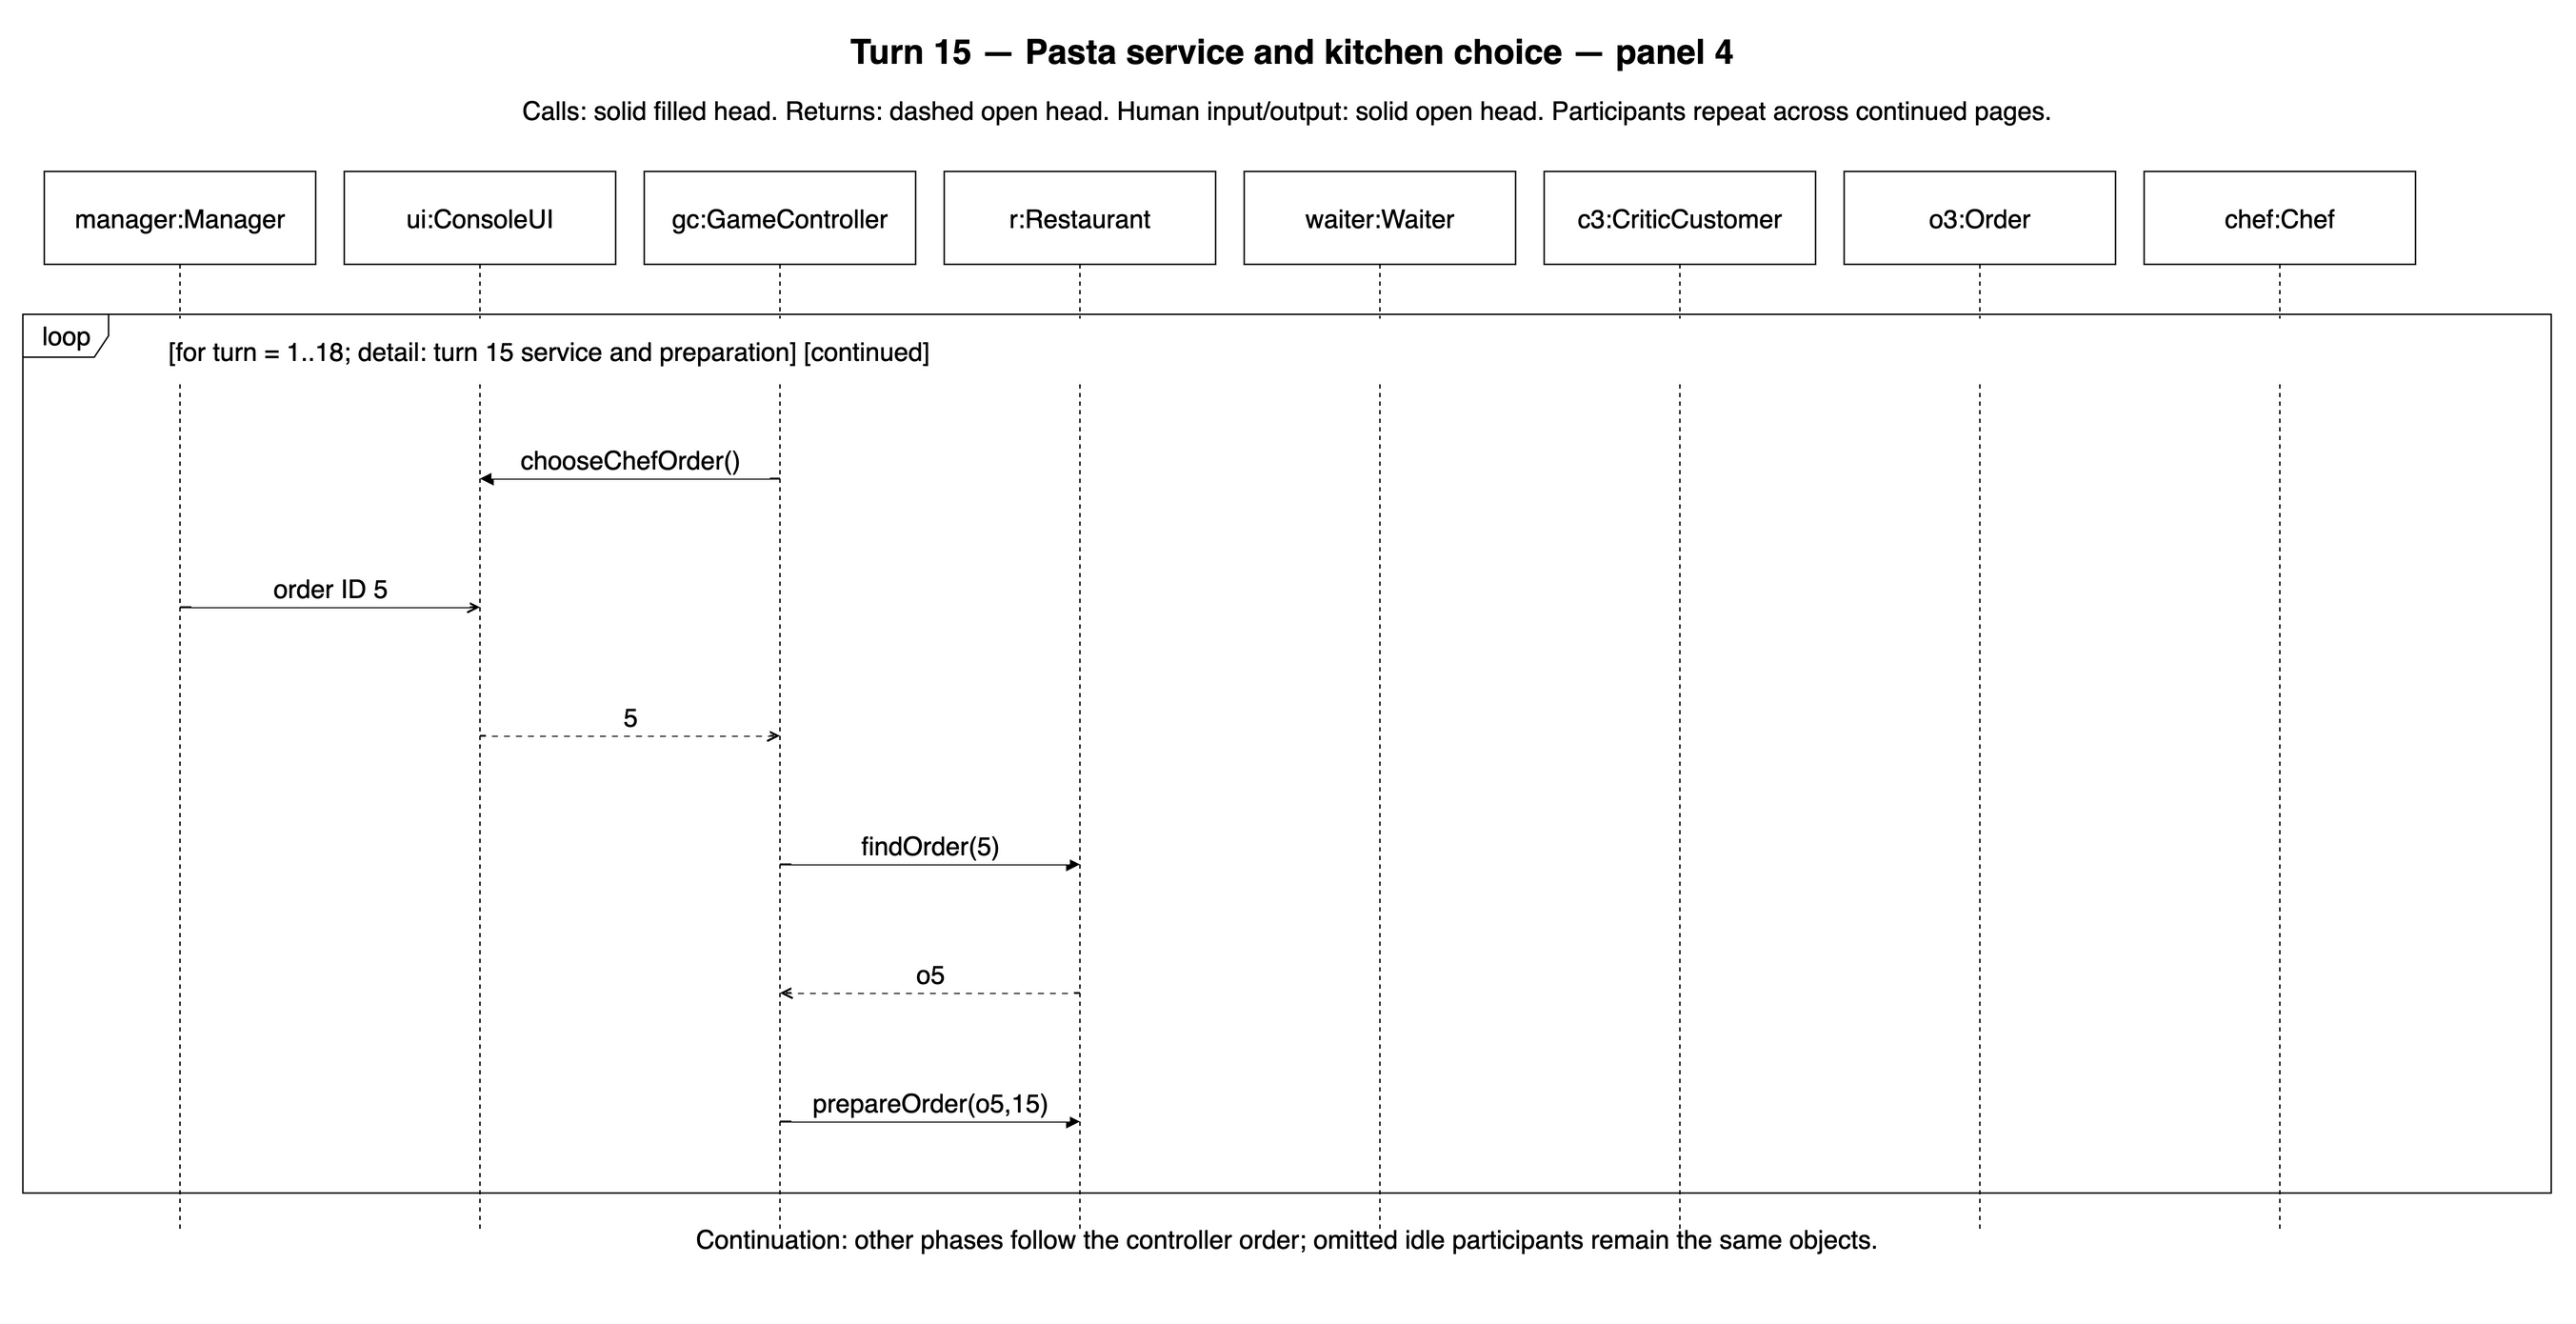 Turn 15 — Pasta service and kitchen choice — panel 4
Calls: solid filled head. Returns: dashed open head. Human input/output: solid open head. Participants repeat across continued pages.
manager:Manager
ui:ConsoleUI
gc:GameController
r:Restaurant
waiter:Waiter
c3:CriticCustomer
o3:Order
chef:Chef
loop
[for turn = 1..18; detail: turn 15 service and preparation] [continued]
chooseChefOrder()
order ID 5
5
findOrder(5)
o5
prepareOrder(o5,15)
Continuation: other phases follow the controller order; omitted idle participants remain the same objects.